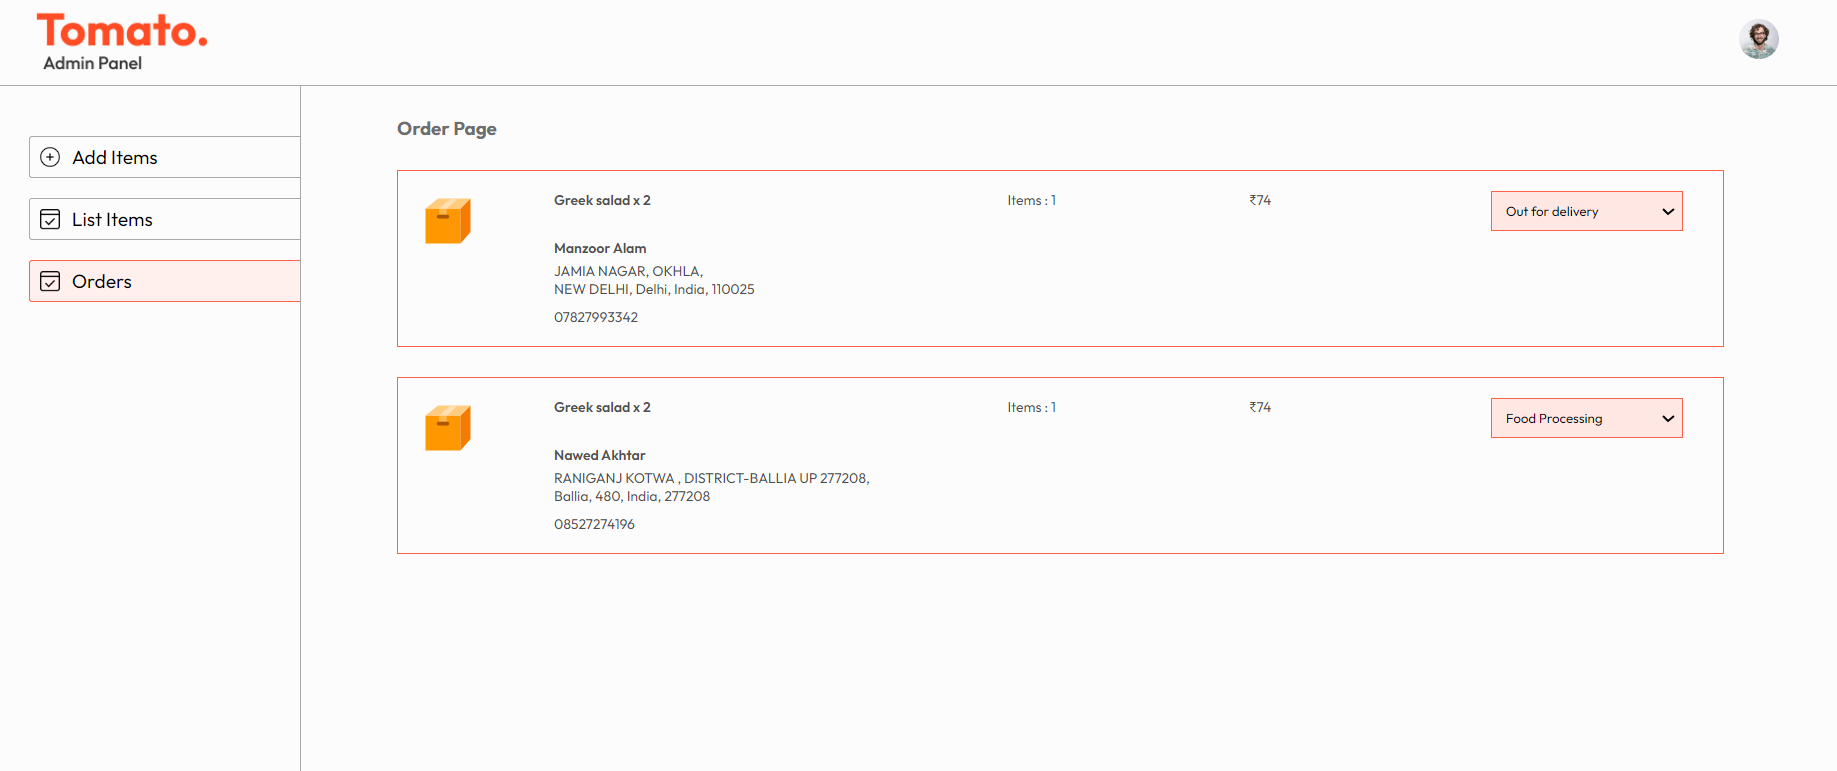 Tomato.
Admin Panel
Add Items
List Items
Orders
Order Page
Greek salad x 2
Items : 1
₹74
Out for delivery
Manzoor Alam
JAMIA NAGAR, OKHLA,
NEW DELHI, Delhi, India, 110025
07827993342
Greek salad x 2
Items : 1
₹74
Food Processing
Nawed Akhtar
RANIGANJ KOTWA , DISTRICT-BALLIA UP 277208,
Ballia, 480, India, 277208
08527274196